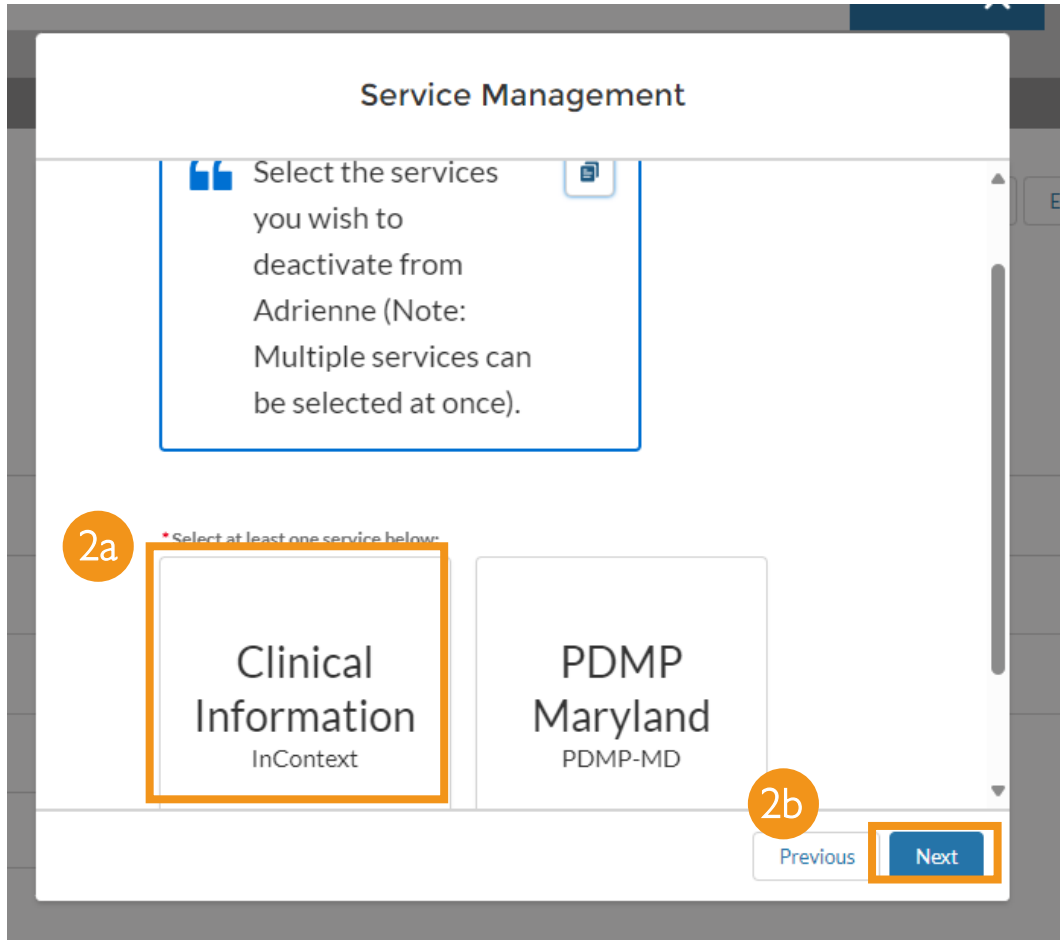 Service Management
Select the services
you wish to
deactivate from
Adrienne (Note:
Multiple services can
be selected at once).
E
2a
*Select at least one service below:
Clinical
Information
InContext
PDMP
Maryland
PDMP-MD
2b
Previous
Next